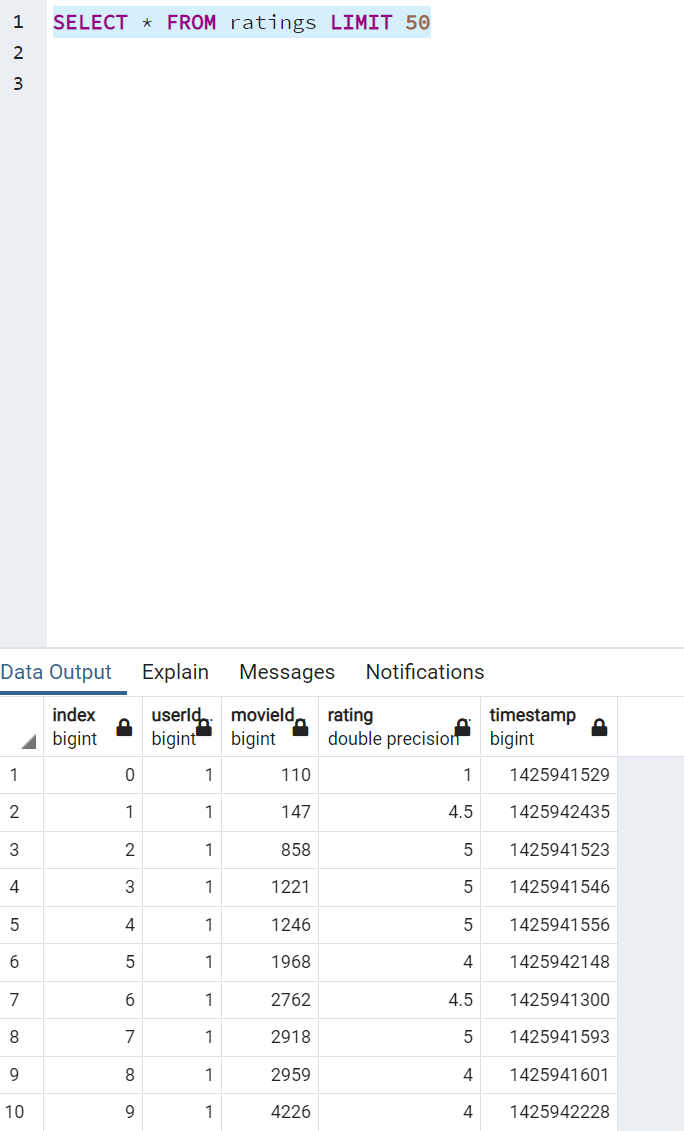 1 SELECT * FROM ratings LIMIT 50
2
3
Data Output Explain Messages Notifications
index userId movieId rating timestamp
bigint bigint bigint double precision bigint
1 0 1 110 1 1425941529
2 1 1 147 4.5 1425942435
3 2 1 858 5 1425941523
4 3 1 1221 5 1425941546
5 4 1 1246 5 1425941556
6 5 1 1968 4 1425942148
7 6 1 2762 4.5 1425941300
8 7 1 2918 5 1425941593
9 8 1 2959 4 1425941601
10 9 1 4226 4 1425942228